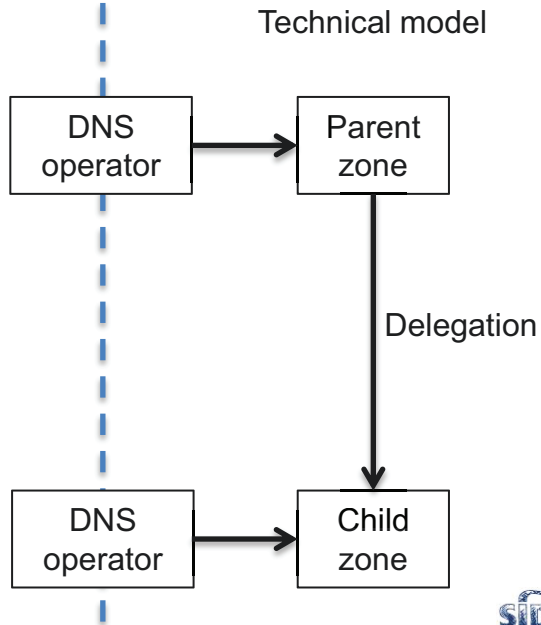 Technical model
DNS
operator
Parent
zone
Delegation
DNS
operator
Child
zone